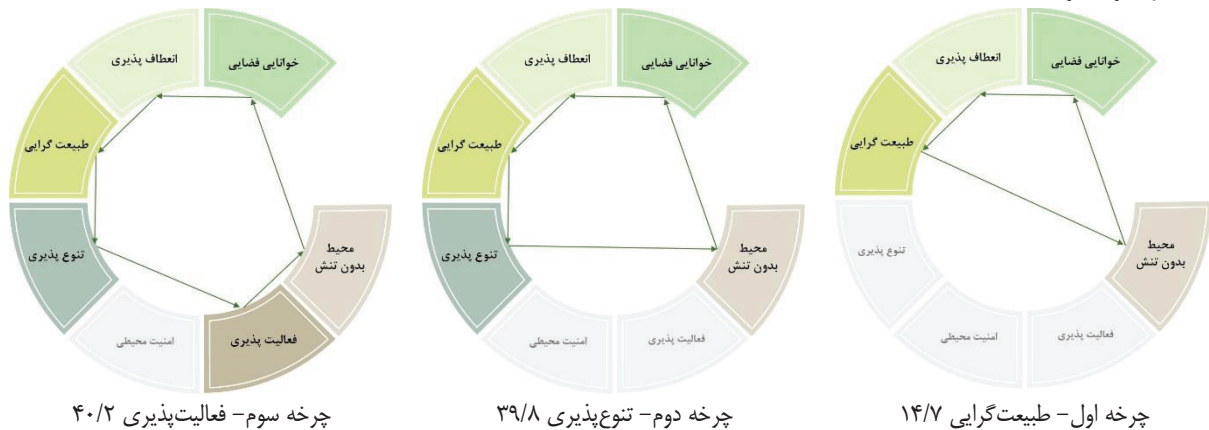 خوانایی فضایی
انعطاف پذیری
طبیعت گرایی
تنوع پذیری
امنیت محیطی
فعالیت پذیری
محیط
بدون تنش
چرخه اول- طبیعت‌گرایی ۱۴/۷
خوانایی فضایی
انعطاف پذیری
طبیعت گرایی
تنوع پذیری
امنیت محیطی
فعالیت پذیری
محیط
بدون تنش
چرخه دوم- تنوع‌پذیری ۳۹/۸
خوانایی فضایی
انعطاف پذیری
طبیعت گرایی
تنوع پذیری
امنیت محیطی
فعالیت پذیری
محیط
بدون تنش
چرخه سوم- فعالیت‌پذیری ۴۰/۲